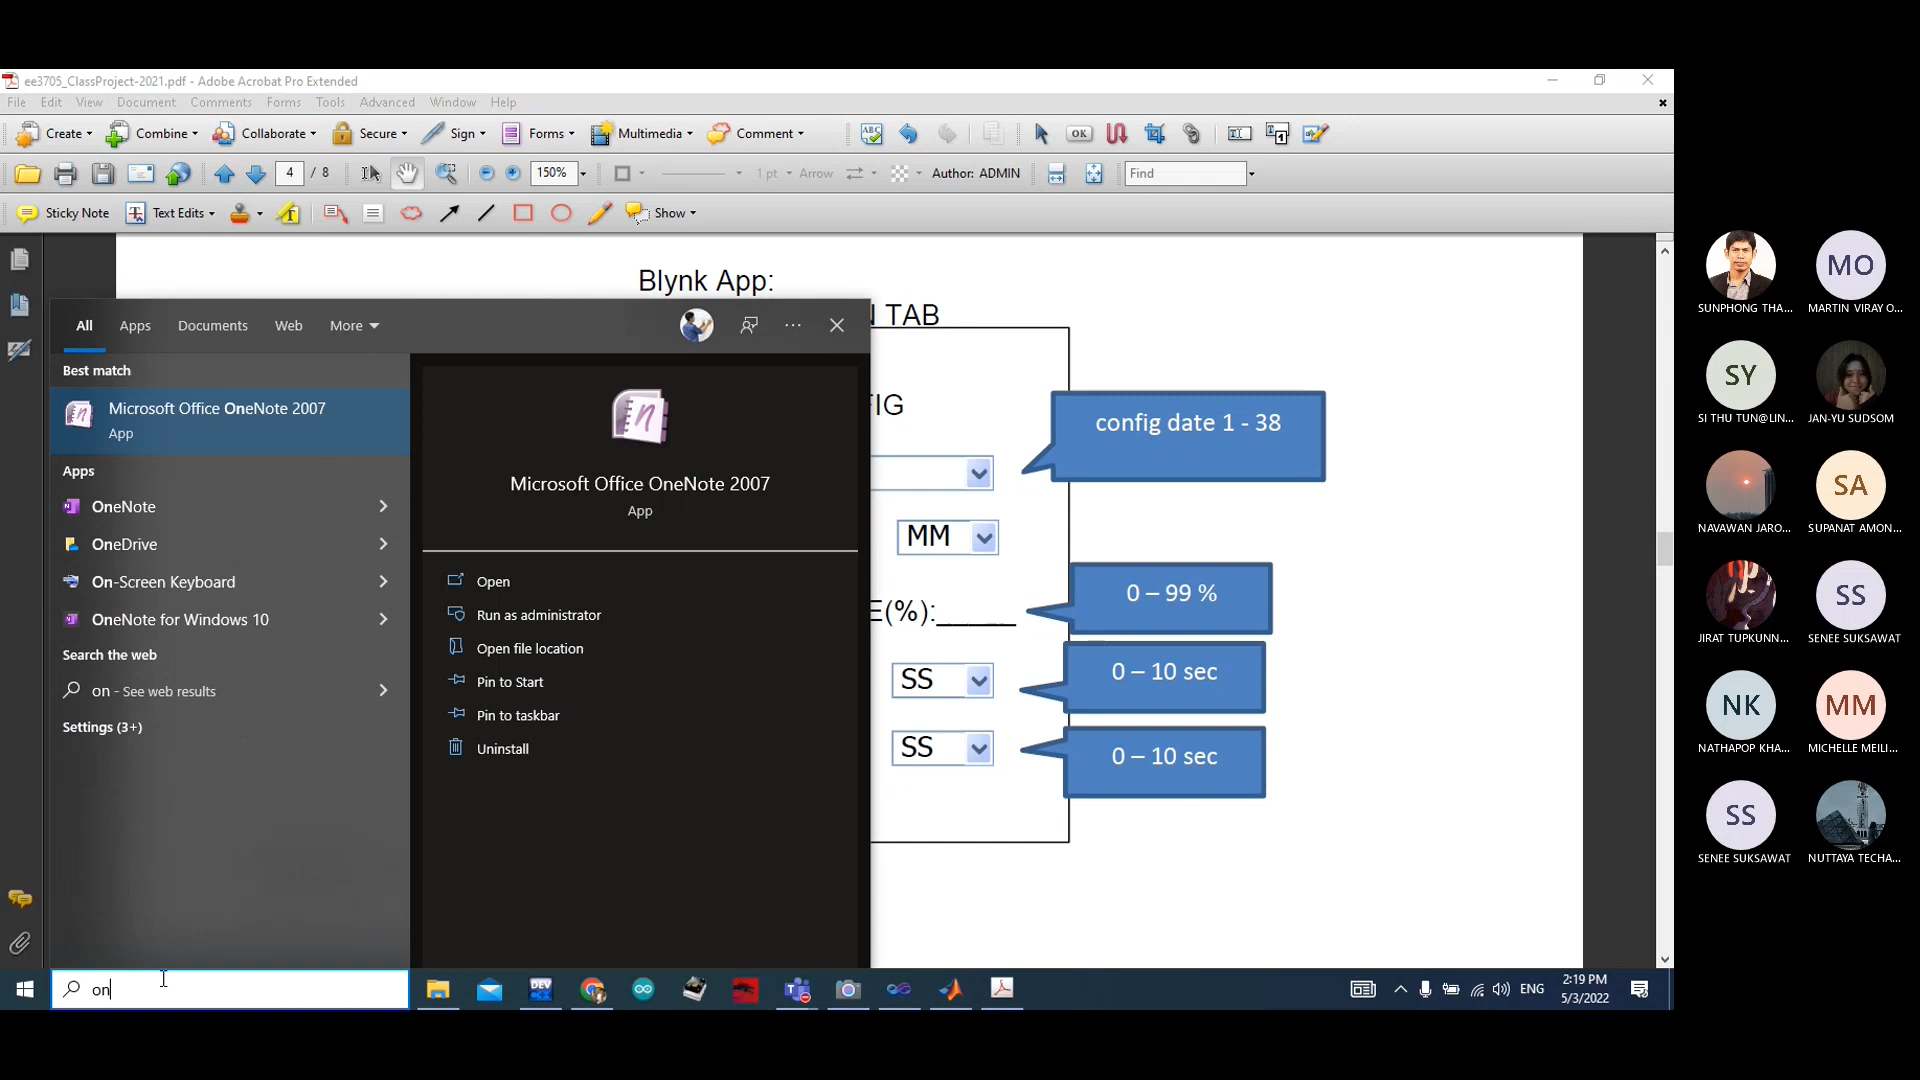 ee3705_ClassProject-2021.pdf - Adobe Acrobat Pro Extended
File Edit View Document Comments Forms Tools Advanced Window Help
Create Combine Collaborate Secure Sign Forms Multimedia Comment OK
4 / 8 150% 1 pt Arrow Author: ADMIN Find
Sticky Note Text Edits Show
Blynk App:
N TAB
FIG
config date 1 - 38
MM
E(%):_____
0 – 99 %
SS
0 – 10 sec
SS
0 – 10 sec
All Apps Documents Web More
Best match
Microsoft Office OneNote 2007
App
Apps
OneNote
OneDrive
On-Screen Keyboard
OneNote for Windows 10
Search the web
on - See web results
Settings (3+)
Microsoft Office OneNote 2007
App
Open
Run as administrator
Open file location
Pin to Start
Pin to taskbar
Uninstall
on
DEV
ENG
2:19 PM
5/3/2022
MO
SUNPHONG THA... MARTIN VIRAY O...
SY
SI THU TUN@LIN... JAN-YU SUDSOM
SA
NAVAWAN JARO... SUPANAT AMON...
SS
JIRAT TUPKUNN... SENEE SUKSAWAT
NK MM
NATHAPOP KHA... MICHELLE MEILI...
SS
SENEE SUKSAWAT NUTTAYA TECHA...